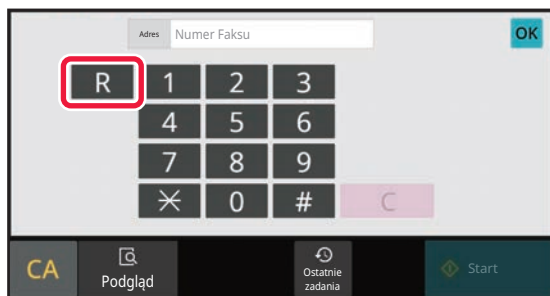 Adres Numer Faksu OK
R 1 2 3
4 5 6
7 8 9
* 0 # C
CA Podgląd Ostatnie
zadania Start